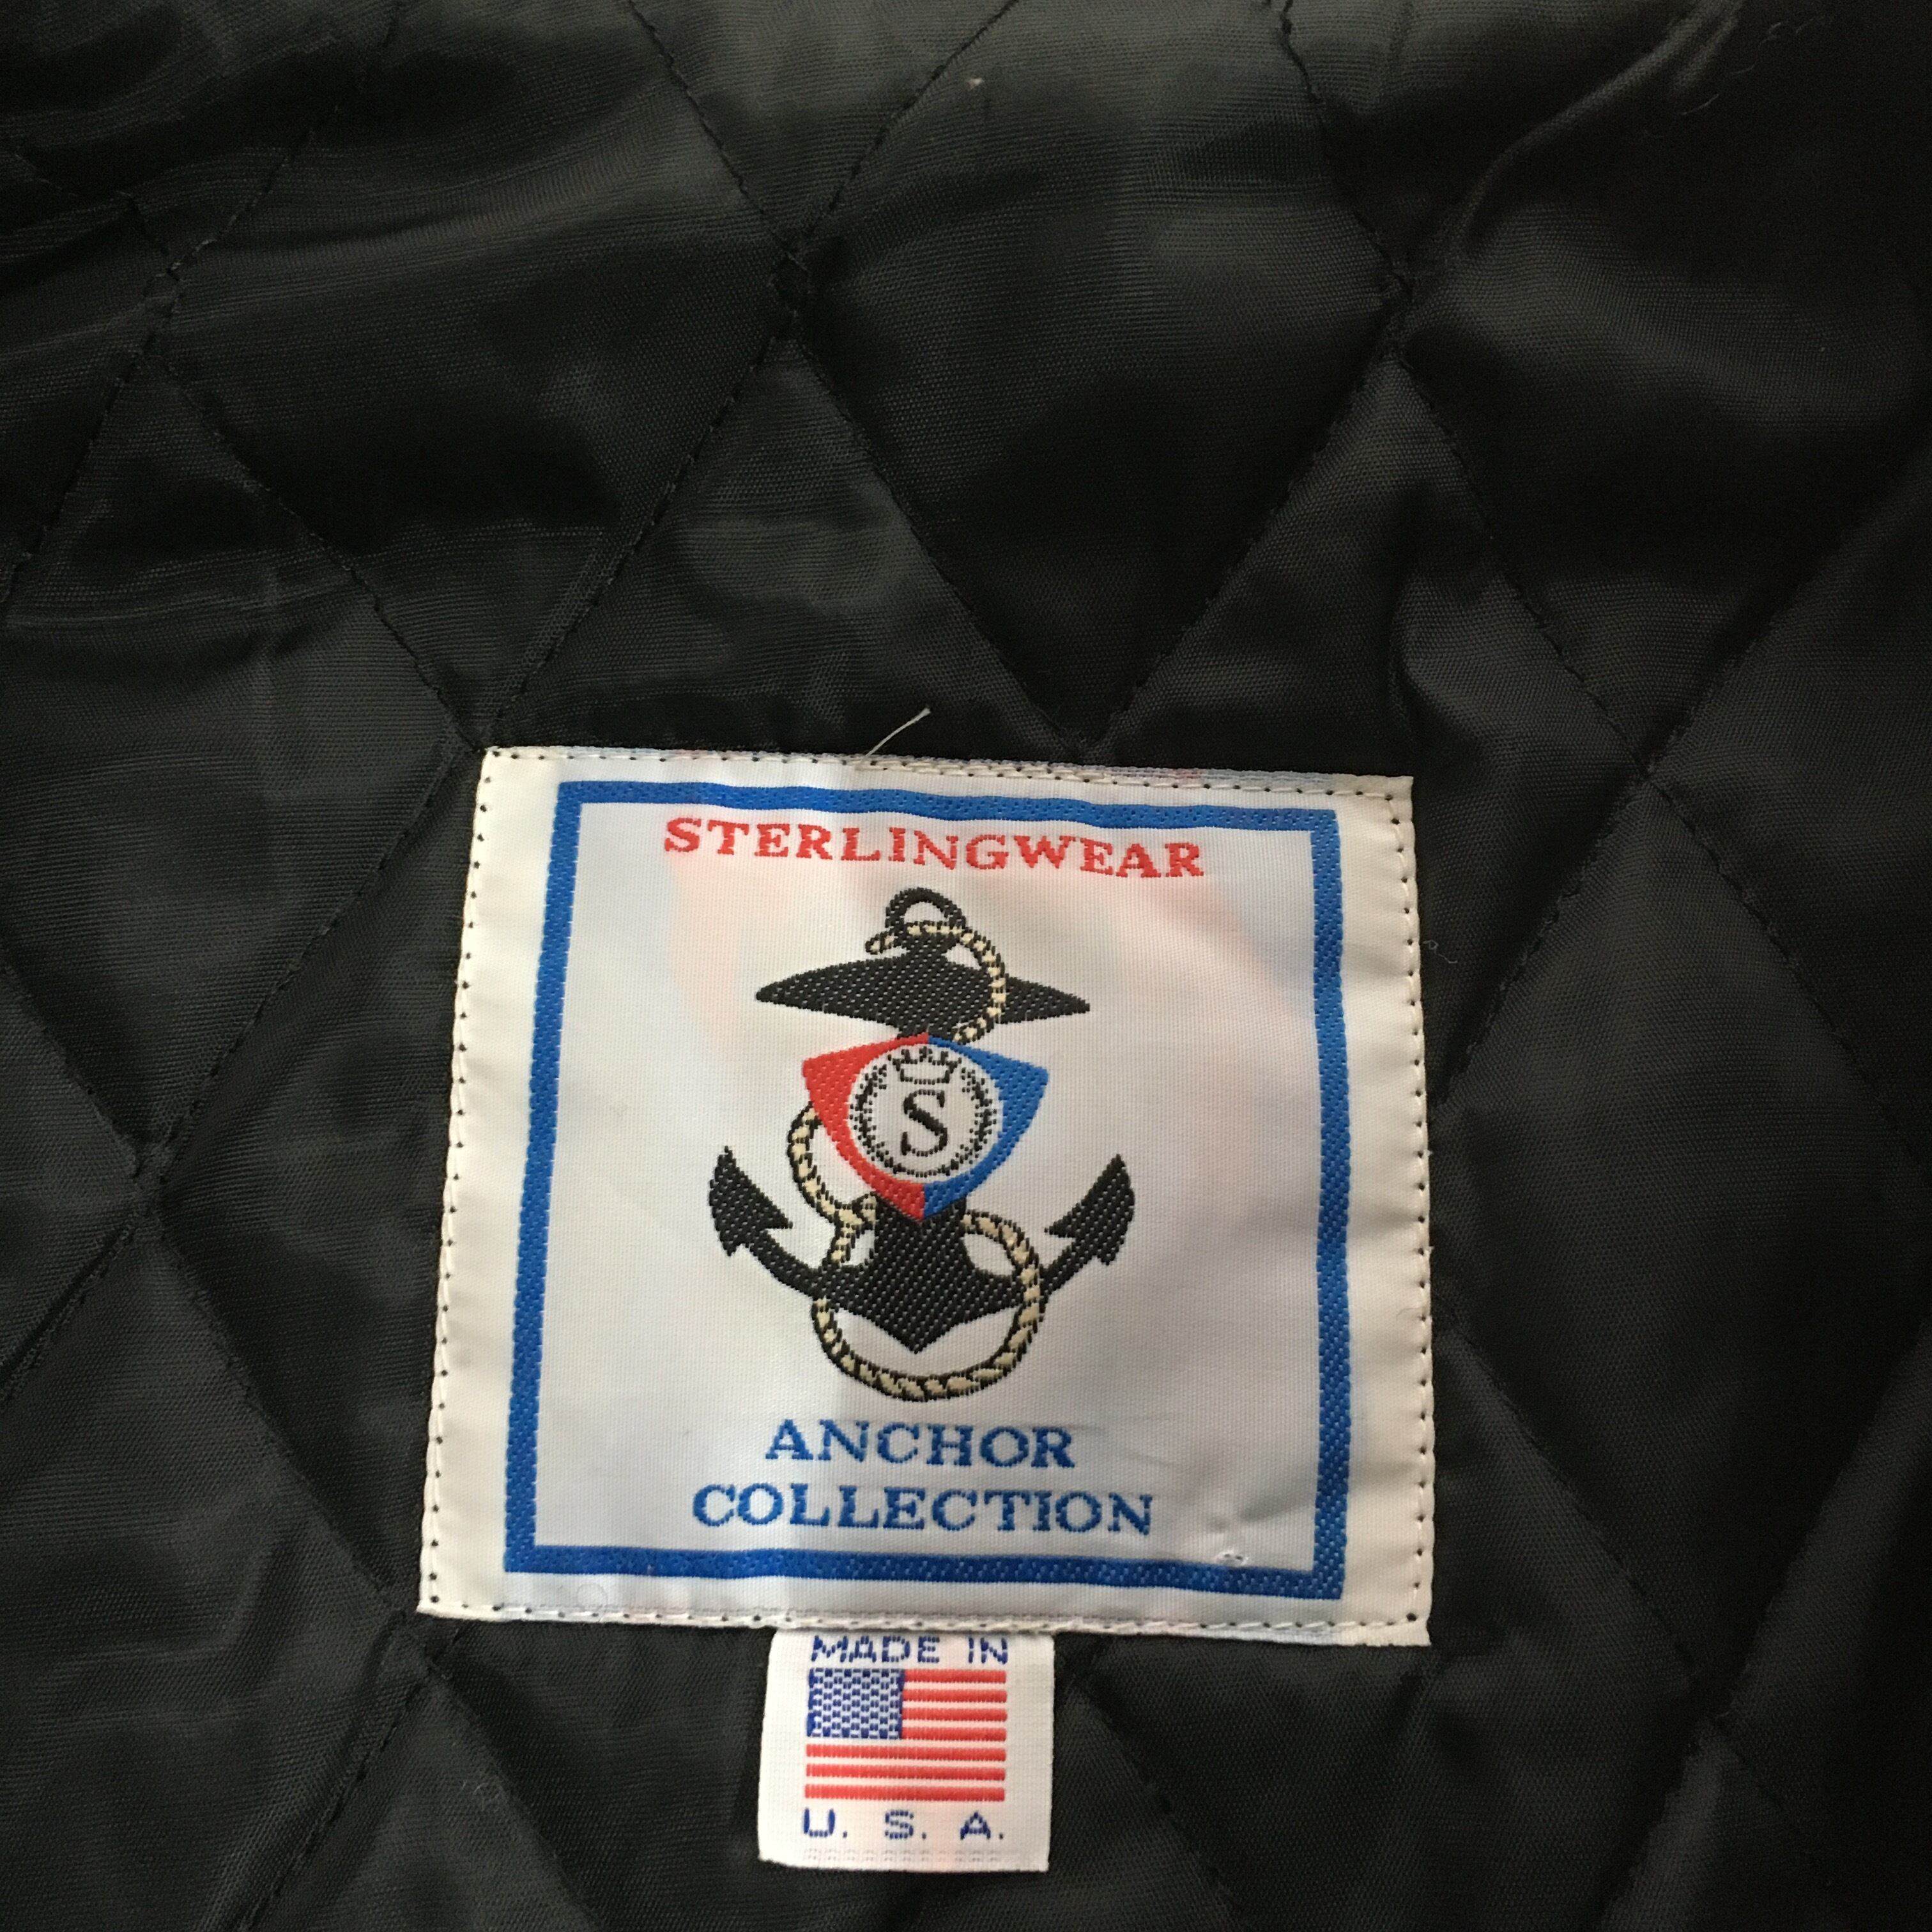 STERLINGWEAR
S
ANCHOR
COLLECTION
MADE IN
U. S. A.